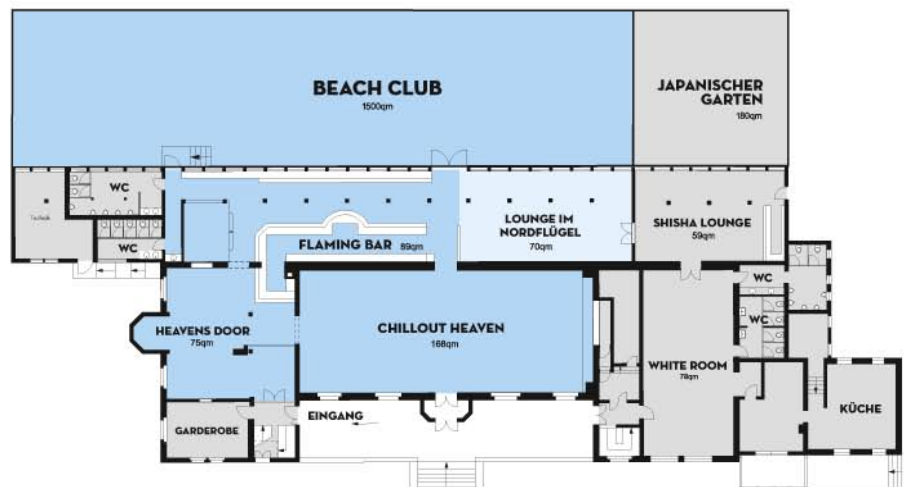 BEACH CLUB
1500qm
JAPANISCHER
GARTEN
180qm
WC
Technik
WC
FLAMING BAR 89qm
LOUNGE IM
NORDFLÜGEL
70qm
SHISHA LOUNGE
59qm
WC
WC
HEAVENS DOOR
75qm
CHILLOUT HEAVEN
168qm
WHITE ROOM
78qm
KÜCHE
GARDEROBE
EINGANG